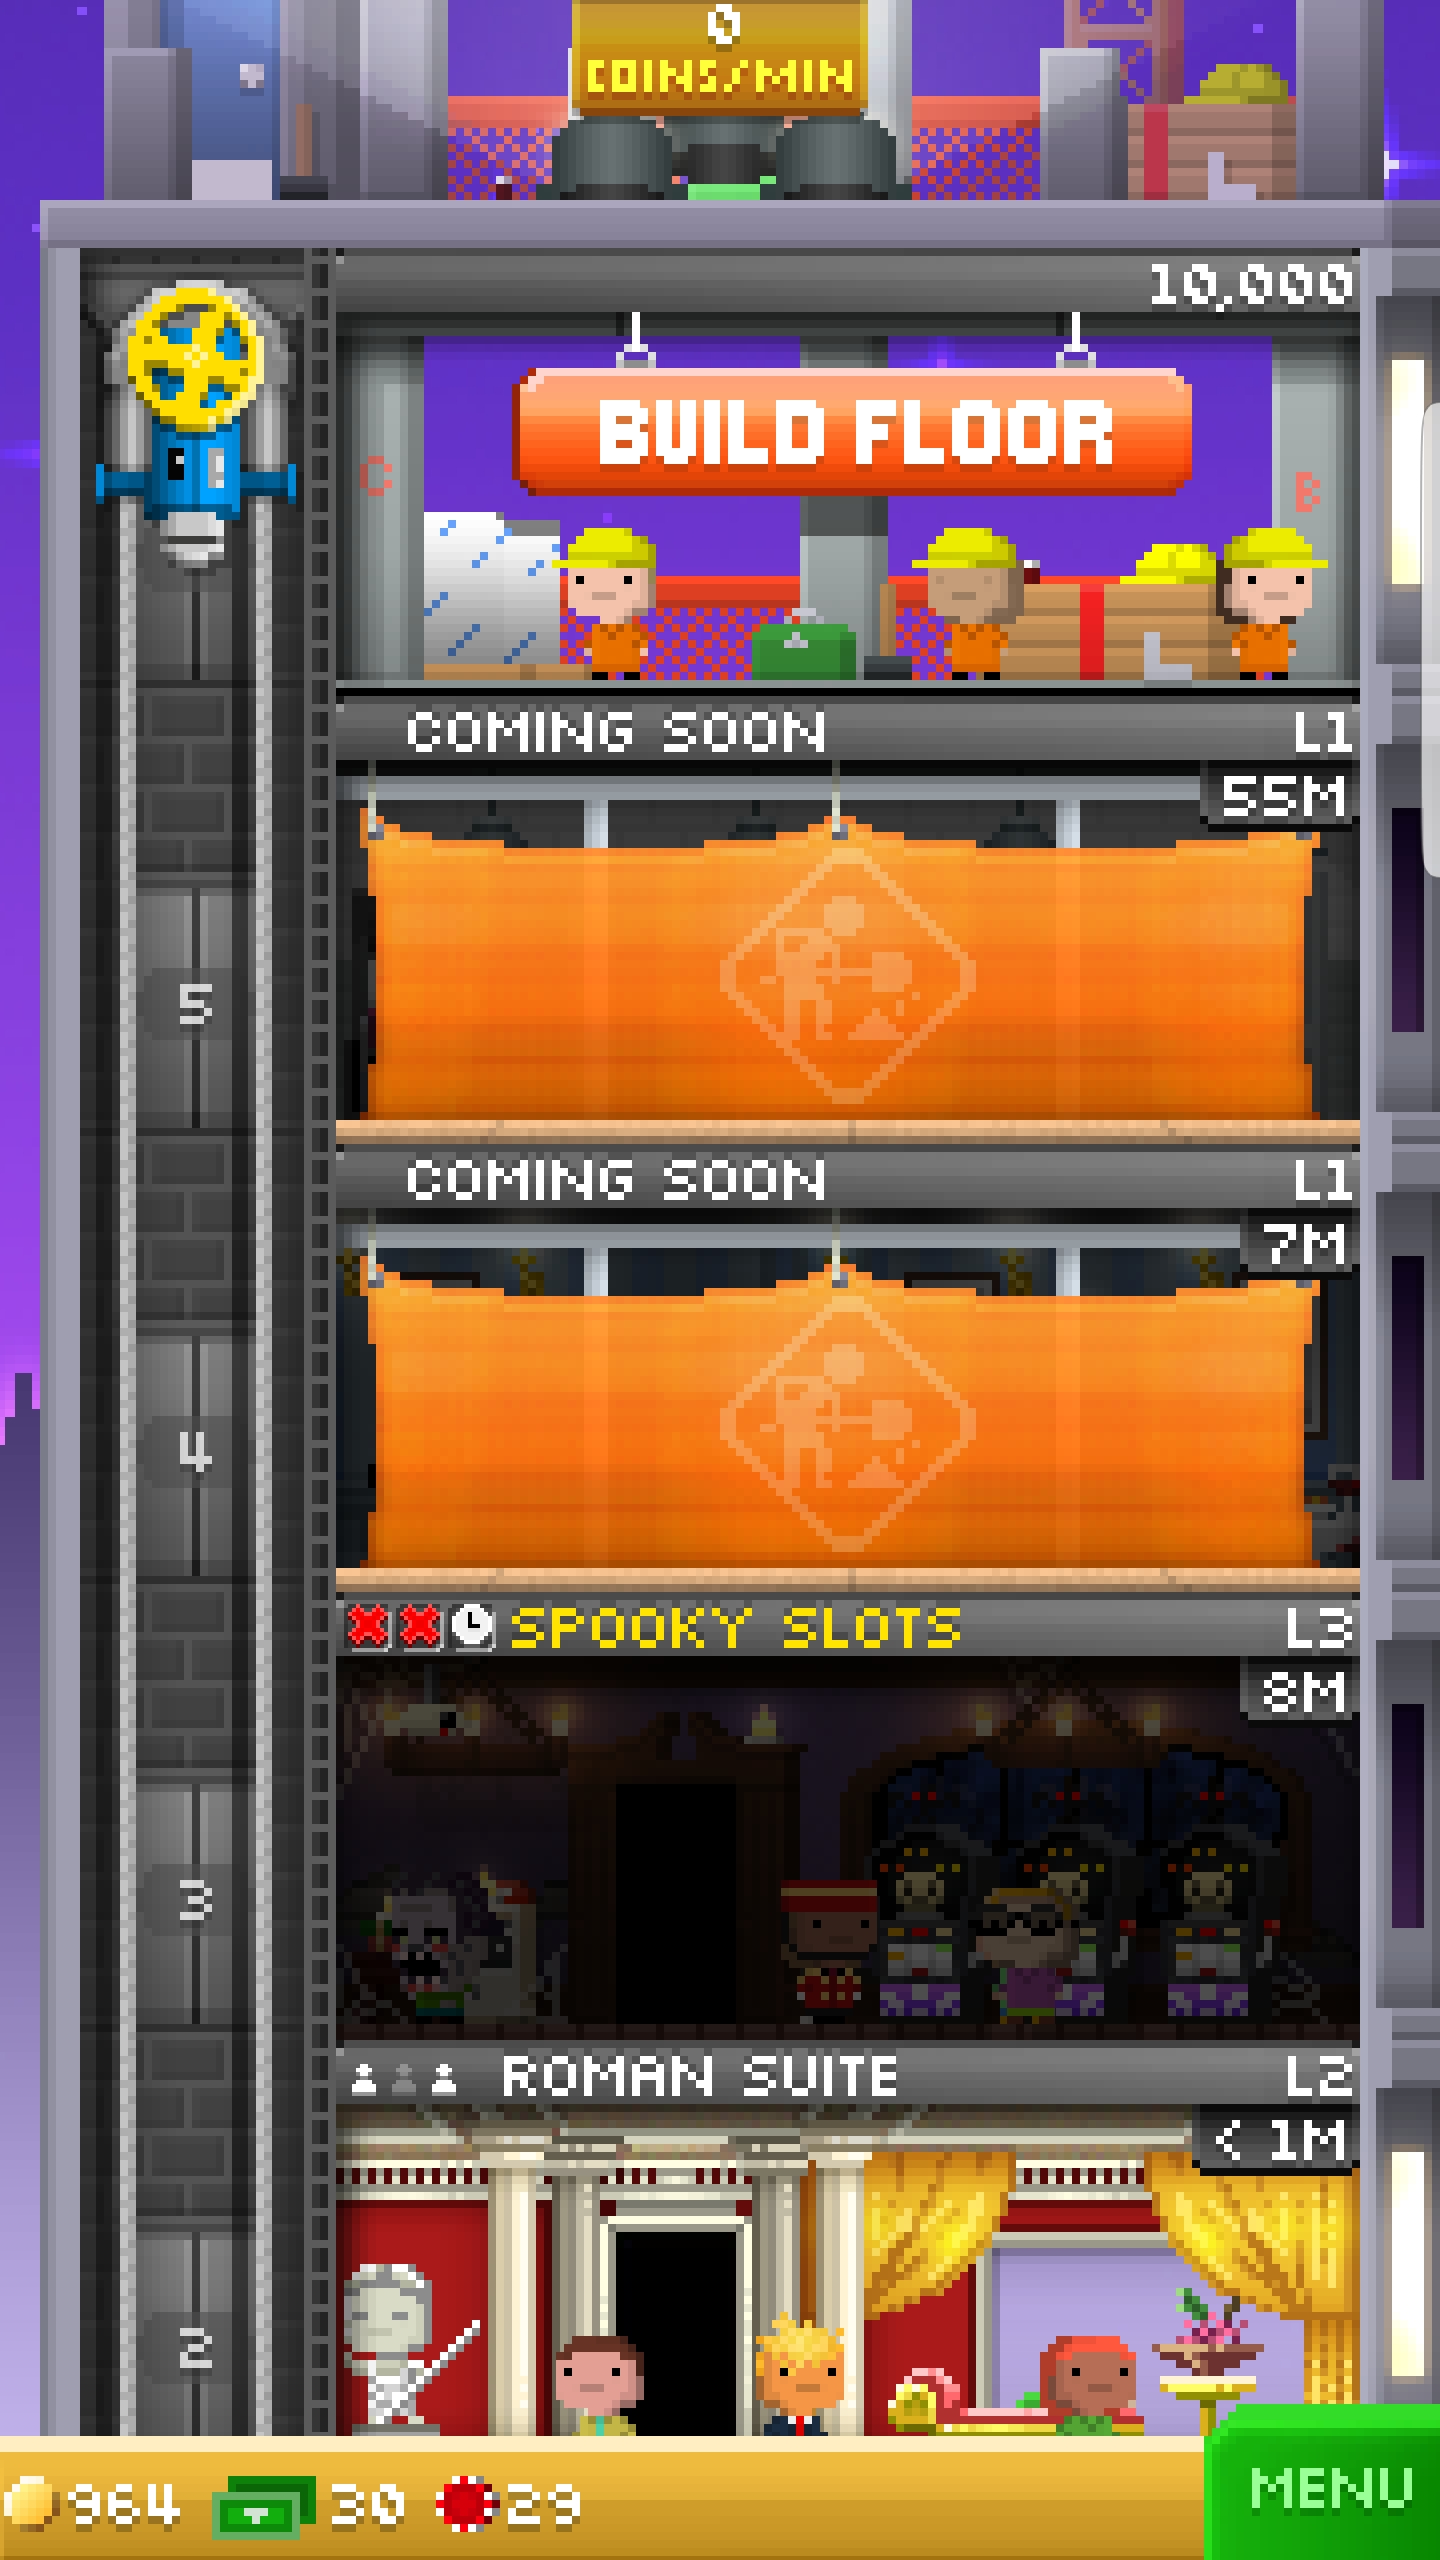 0
COINS/MIN
10,000
BUILD FLOOR
C
B
COMING SOON L1
55M
5
COMING SOON L1
7M
4
SPOOKY SLOTS L3
8M
3
ROMAN SUITE L2
< 1M
2
964 30 29
MENU